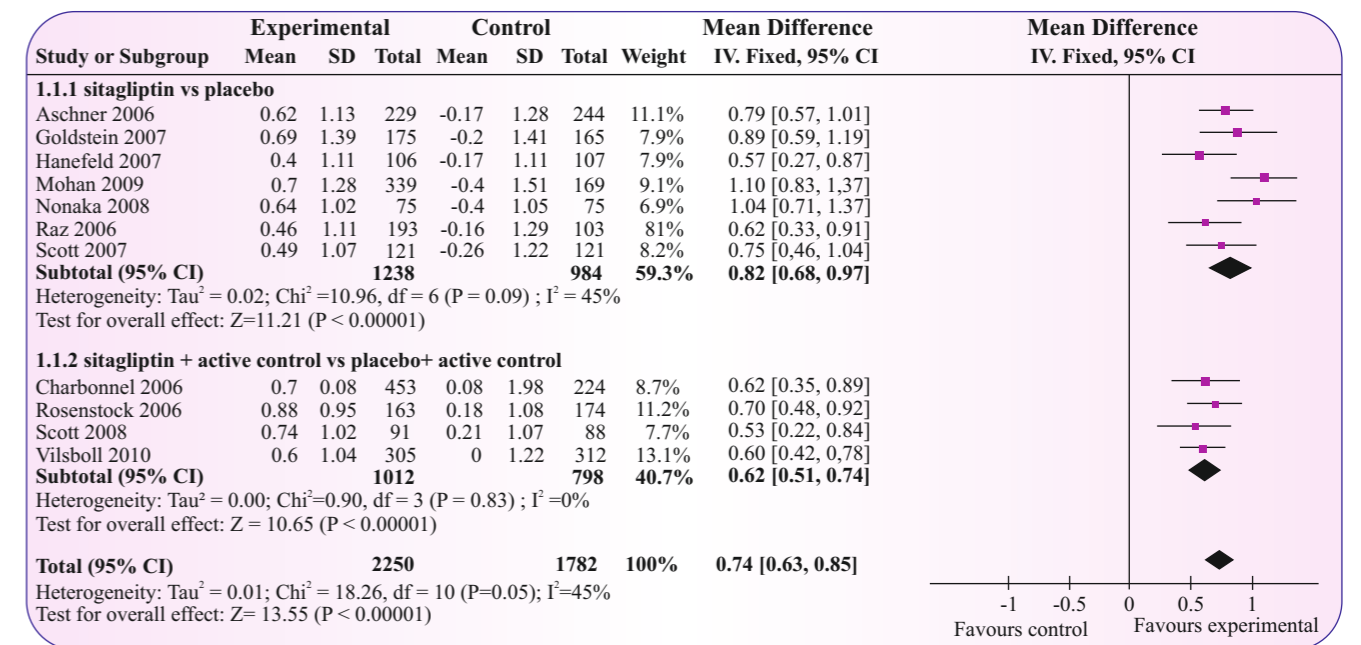 Experimental Control Mean Difference Mean Difference
Study or Subgroup Mean SD Total Mean SD Total Weight IV. Fixed, 95% CI IV. Fixed, 95% CI
1.1.1 sitagliptin vs placebo
Aschner 2006 0.62 1.13 229 -0.17 1.28 244 11.1% 0.79 [0.57, 1.01]
Goldstein 2007 0.69 1.39 175 -0.2 1.41 165 7.9% 0.89 [0.59, 1.19]
Hanefeld 2007 0.4 1.11 106 -0.17 1.11 107 7.9% 0.57 [0.27, 0.87]
Mohan 2009 0.7 1.28 339 -0.4 1.51 169 9.1% 1.10 [0.83, 1,37]
Nonaka 2008 0.64 1.02 75 -0.4 1.05 75 6.9% 1.04 [0.71, 1.37]
Raz 2006 0.46 1.11 193 -0.16 1.29 103 81% 0.62 [0.33, 0.91]
Scott 2007 0.49 1.07 121 -0.26 1.22 121 8.2% 0.75 [0,46, 1.04]
Subtotal (95% CI) 1238 984 59.3% 0.82 [0.68, 0.97]
Heterogeneity: Tau² = 0.02; Chi² =10.96, df = 6 (P = 0.09) ; I² = 45%
Test for overall effect: Z=11.21 (P < 0.00001)
1.1.2 sitagliptin + active control vs placebo+ active control
Charbonnel 2006 0.7 0.08 453 0.08 1.98 224 8.7% 0.62 [0.35, 0.89]
Rosenstock 2006 0.88 0.95 163 0.18 1.08 174 11.2% 0.70 [0.48, 0.92]
Scott 2008 0.74 1.02 91 0.21 1.07 88 7.7% 0.53 [0.22, 0.84]
Vilsboll 2010 0.6 1.04 305 0 1.22 312 13.1% 0.60 [0.42, 0,78]
Subtotal (95% CI) 1012 798 40.7% 0.62 [0.51, 0.74]
Heterogeneity: Tau² = 0.00; Chi²=0.90, df = 3 (P = 0.83) ; I² =0%
Test for overall effect: Z = 10.65 (P < 0.00001)
Total (95% CI) 2250 1782 100% 0.74 [0.63, 0.85]
Heterogeneity: Tau² = 0.01; Chi² = 18.26, df = 10 (P=0.05); I²=45%
Test for overall effect: Z= 13.55 (P < 0.00001)
-1 -0.5 0 0.5 1
Favours control Favours experimental